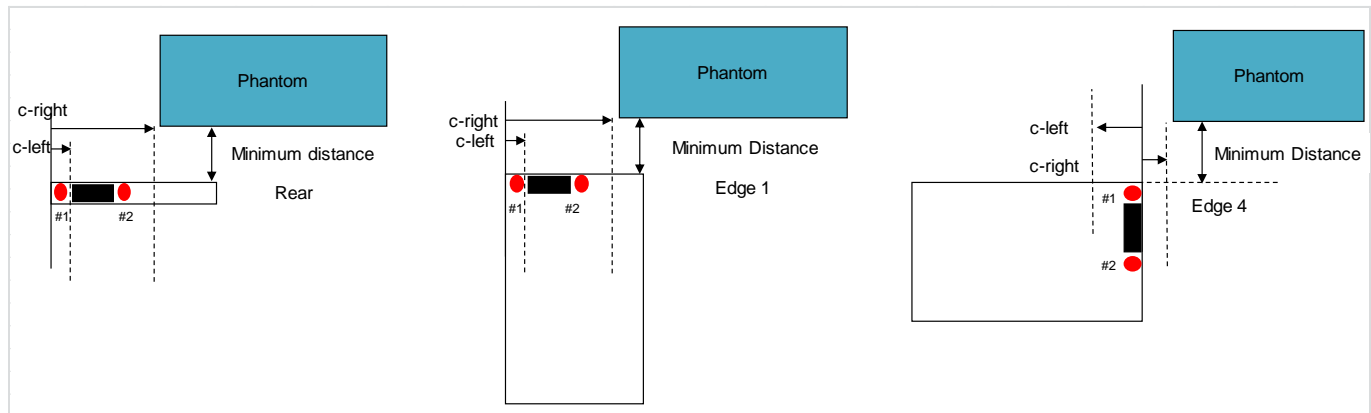 Phantom
c-right
c-left
Minimum distance
Rear
#1
#2
Phantom
c-right
c-left
Minimum Distance
Edge 1
#1
#2
Phantom
c-left
c-right
Minimum Distance
#1
Edge 4
#2